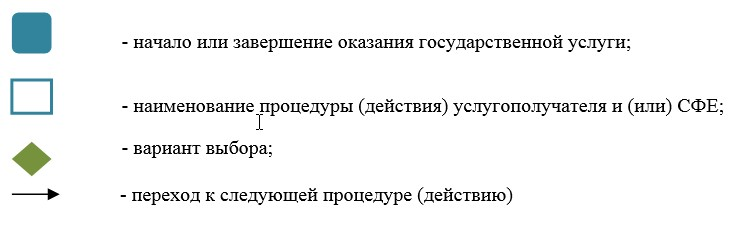 - начало или завершение оказания государственной услуги;
- наименование процедуры (действия) услугополучателя и (или) СФЕ;
- вариант выбора;
- переход к следующей процедуре (действию)